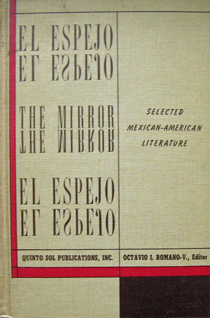 EL ESPEJO
EL ESPEJO
THE MIRROR
THE MIRROR
EL ESPEJO
EL ESPEJO
SELECTED
MEXICAN-AMERICAN
LITERATURE
QUINTO SOL PUBLICATIONS, INC.
OCTAVIO I. ROMANO-V., Editor